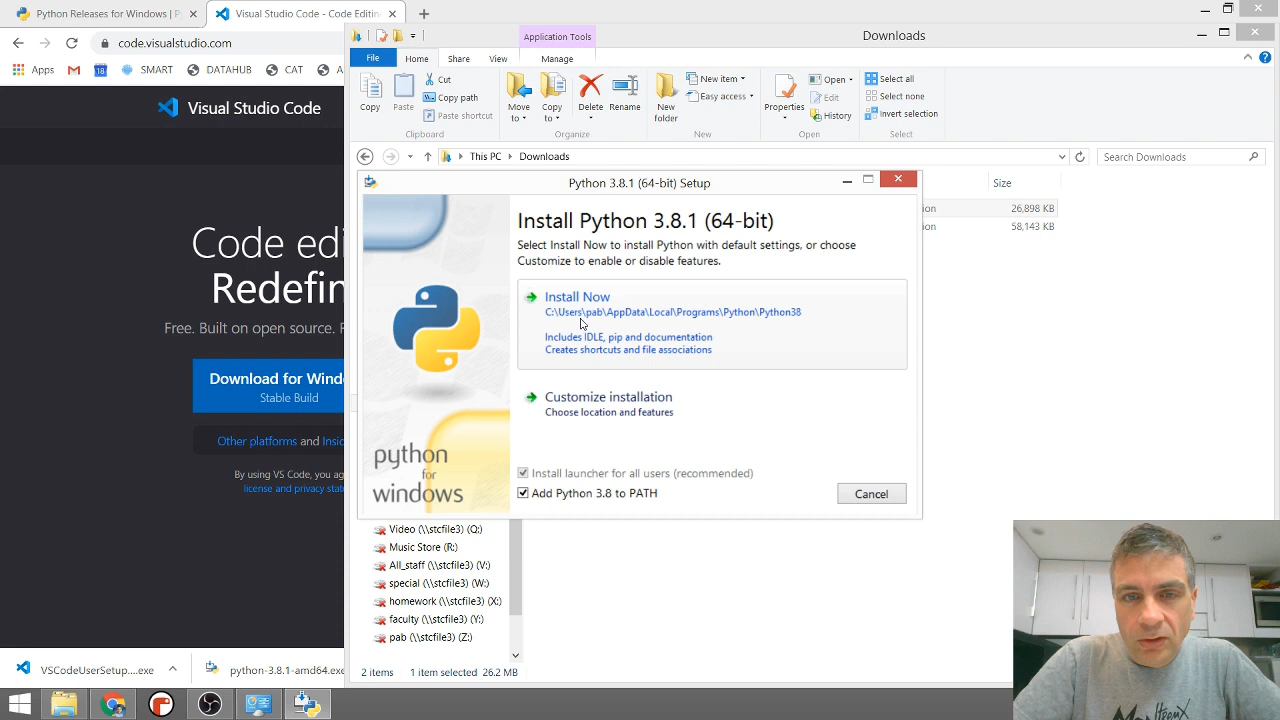 Python Releases for Windows | P
Visual Studio Code - Code Editin
code.visualstudio.com
Apps
SMART
DATAHUB
CAT
A
Visual Studio Code
Code edi
Redefin
Free. Built on open source. R
Download for Wind
Stable Build
Other platforms and Insid
By using VS Code, you ag
license and privacy stat
VSCodeUserSetup....exe
python-3.8.1-amd64.exe
Application Tools
Downloads
File
Home
Share
View
Manage
Copy
Paste
Cut
Copy path
Paste shortcut
Clipboard
Move to
Copy to
Delete
Rename
Organize
New folder
New item
Easy access
New
Properties
Open
Edit
History
Open
Select all
Select none
Invert selection
Select
This PC
Downloads
Search Downloads
Size
ion 26,898 KB
ion 58,143 KB
Python 3.8.1 (64-bit) Setup
Install Python 3.8.1 (64-bit)
Select Install Now to install Python with default settings, or choose
Customize to enable or disable features.
Install Now
C:\Users\pab\AppData\Local\Programs\Python\Python38
Includes IDLE, pip and documentation
Creates shortcuts and file associations
Customize installation
Choose location and features
python
for
windows
Install launcher for all users (recommended)
Add Python 3.8 to PATH
Cancel
Video (\\stcfile3) (Q:)
Music Store (R:)
All_staff (\\stcfile3) (V:)
special (\\stcfile3) (W:)
homework (\\stcfile3) (X:)
faculty (\\stcfile3) (Y:)
pab (\\stcfile3) (Z:)
2 items
1 item selected 26.2 MB